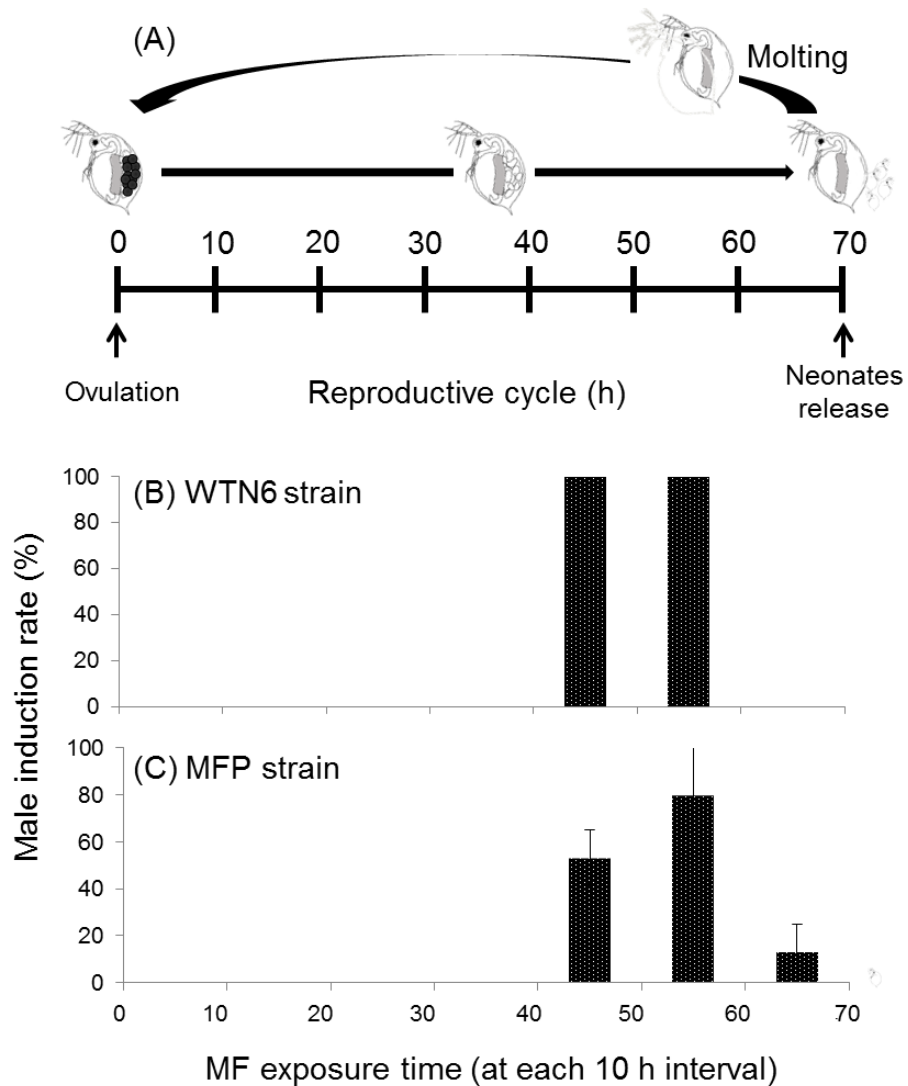 (A)
Molting
0 10 20 30 40 50 60 70
Ovulation
Reproductive cycle (h)
Neonates
release
Male induction rate (%)
(B) WTN6 strain
100
80
60
40
20
0
(C) MFP strain
100
80
60
40
20
0
0 10 20 30 40 50 60 70
MF exposure time (at each 10 h interval)